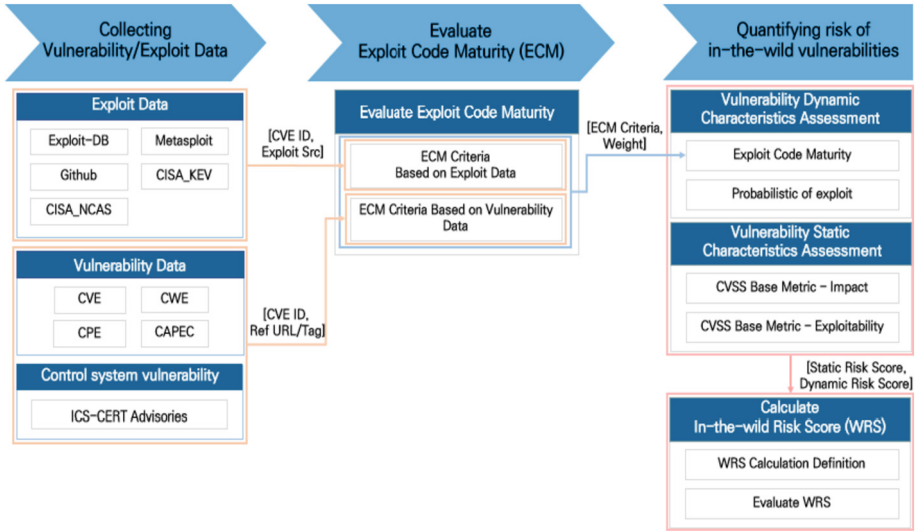 Collecting
Vulnerability/Exploit Data
Evaluate
Exploit Code Maturity (ECM)
Quantifying risk of
in-the-wild vulnerabilities
Exploit Data
Exploit-DB
Metasploit
Github
CISA_KEV
CISA_NCAS
Vulnerability Data
CVE
CWE
CPE
CAPEC
Control system vulnerability
ICS-CERT Advisories
[CVE ID,
Exploit Src]
[CVE ID,
Ref URL/Tag]
Evaluate Exploit Code Maturity
ECM Criteria
Based on Exploit Data
ECM Criteria Based on Vulnerability
Data
[ECM Criteria,
Weight]
Vulnerability Dynamic
Characteristics Assessment
Exploit Code Maturity
Probabilistic of exploit
Vulnerability Static
Characteristics Assessment
CVSS Base Metric - Impact
CVSS Base Metric - Exploitability
[Static Risk Score,
Dynamic Risk Score]
Calculate
In-the-wild Risk Score (WRS)
WRS Calculation Definition
Evaluate WRS